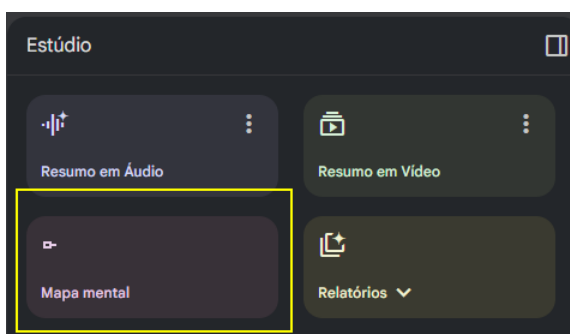 Estúdio
Resumo em Áudio
Resumo em Vídeo
Mapa mental
Relatórios